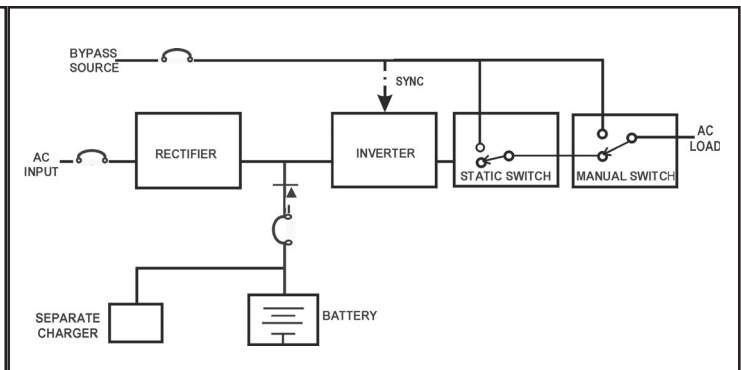 BYPASS
SOURCE
SYNC
AC
INPUT
RECTIFIER
INVERTER
STATIC SWITCH
MANUAL SWITCH
AC
LOAD
SEPARATE
CHARGER
BATTERY